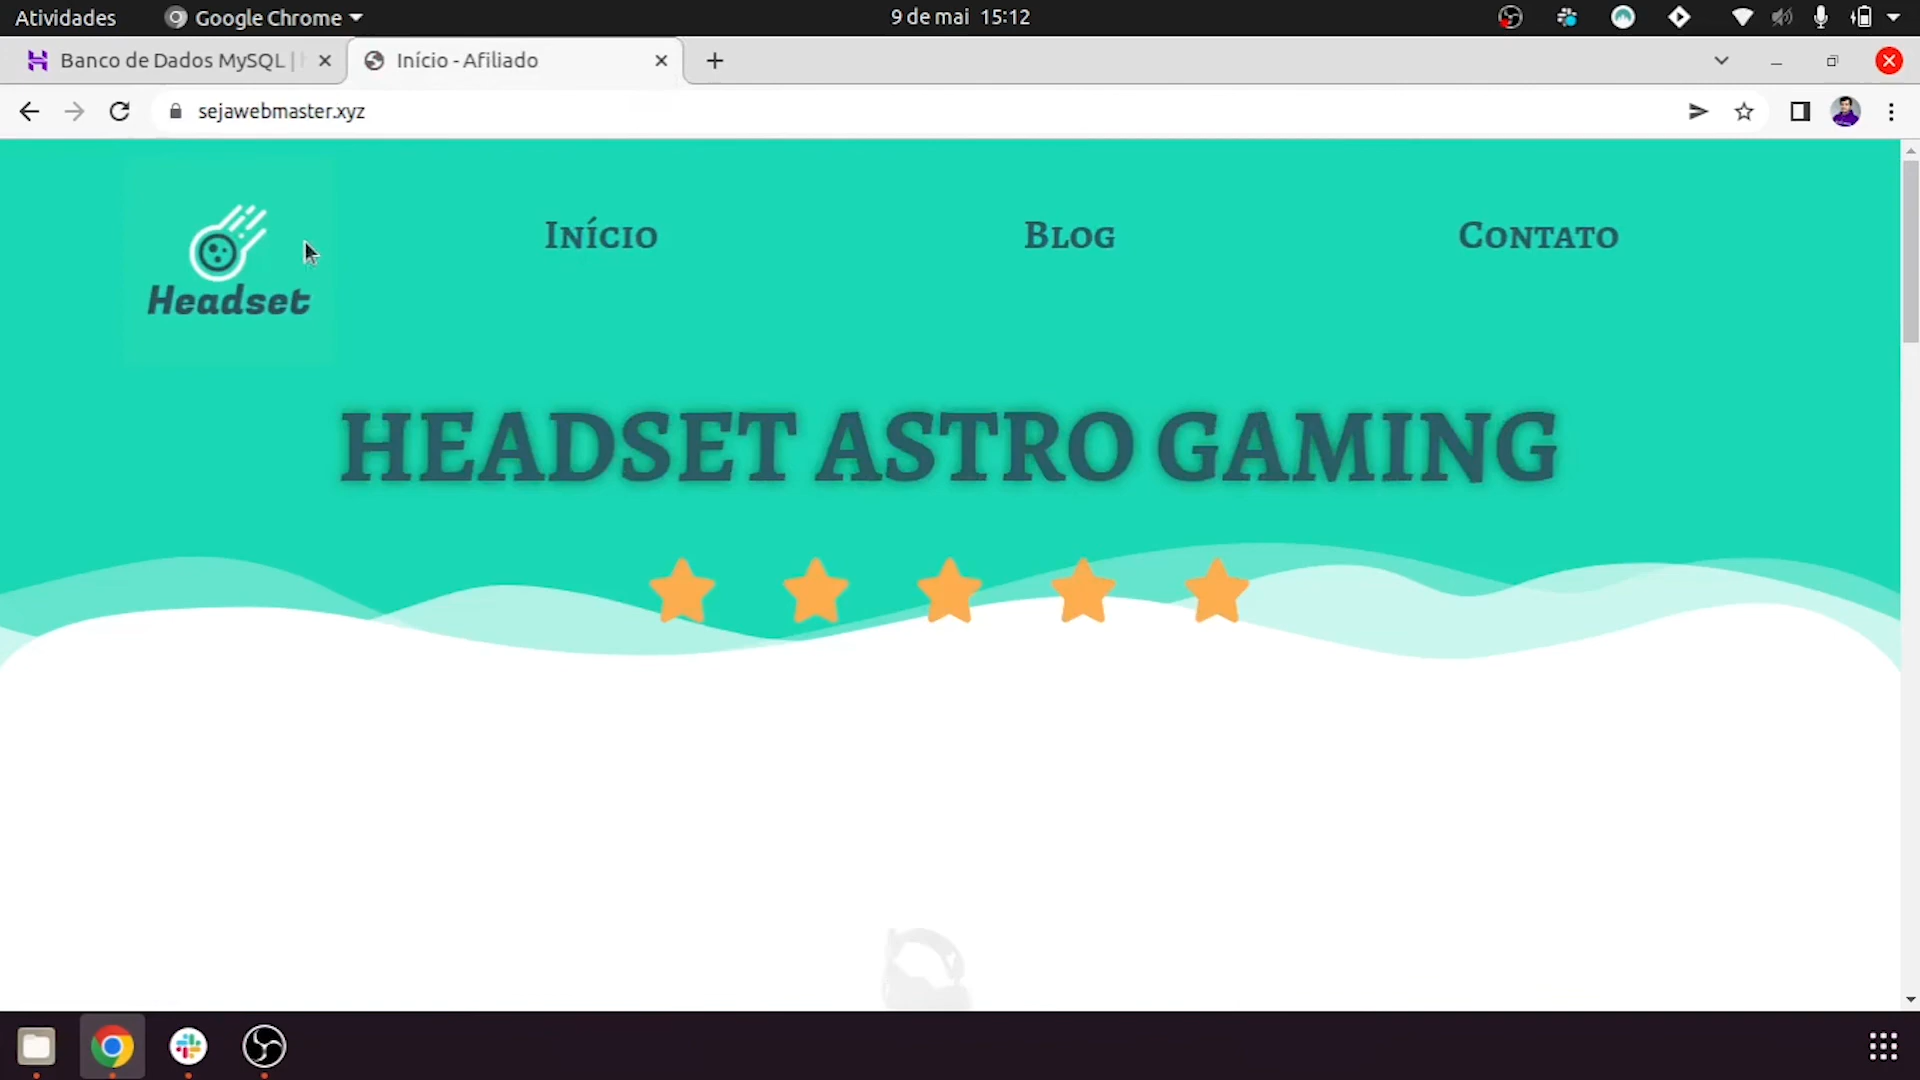 Atividades Google Chrome 9 de mai 15:12
Banco de Dados MySQL | Início - Afiliado
sejawebmaster.xyz
Início Blog Contato
Headset
HEADSET ASTRO GAMING